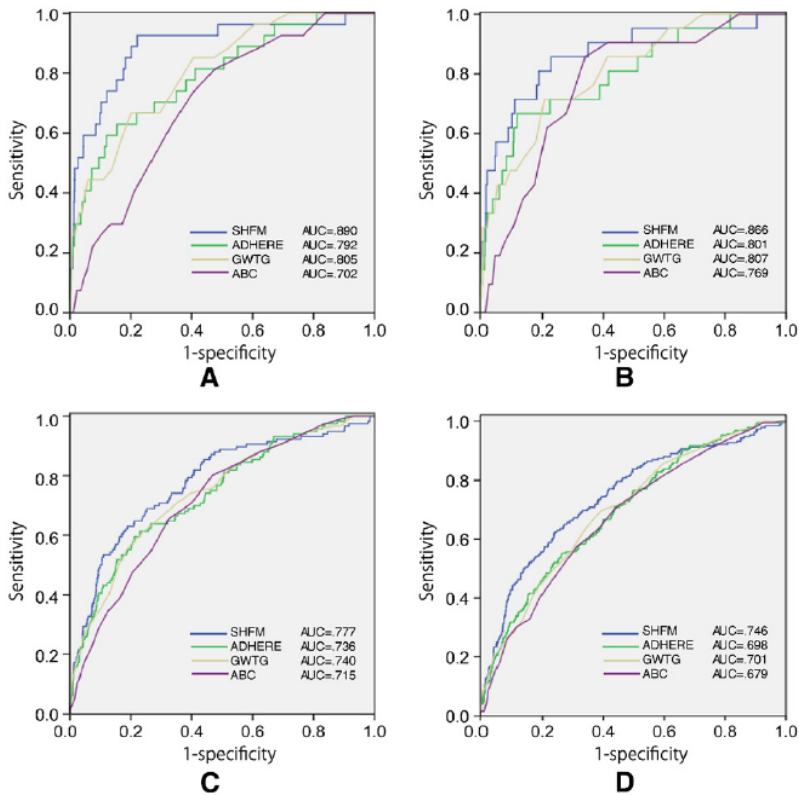 1.0
0.8
0.6
0.4
0.2
0.0
Sensitivity
SHFM AUC=.890
ADHERE AUC=.792
GWTG AUC=.805
ABC AUC=.702
0.0 0.2 0.4 0.6 0.8 1.0
1-specificity
A
1.0
0.8
0.6
0.4
0.2
0.0
Sensitivity
SHFM AUC=.866
ADHERE AUC=.801
GWTG AUC=.807
ABC AUC=.769
0.0 0.2 0.4 0.6 0.8 1.0
1-specificity
B
1.0
0.8
0.6
0.4
0.2
0.0
Sensitivity
SHFM AUC=.777
ADHERE AUC=.736
GWTG AUC=.740
ABC AUC=.715
0.0 0.2 0.4 0.6 0.8 1.0
1-specificity
C
1.0
0.8
0.6
0.4
0.2
0.0
Sensitivity
SHFM AUC=.746
ADHERE AUC=.698
GWTG AUC=.701
ABC AUC=.679
0.0 0.2 0.4 0.6 0.8 1.0
1-specificity
D